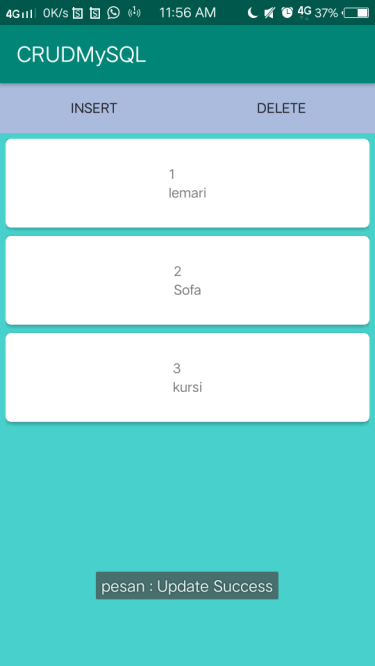 4G 0K/s 11:56 AM 4G 37%
CRUDMySQL
INSERT DELETE
1
lemari
2
Sofa
3
kursi
pesan : Update Success